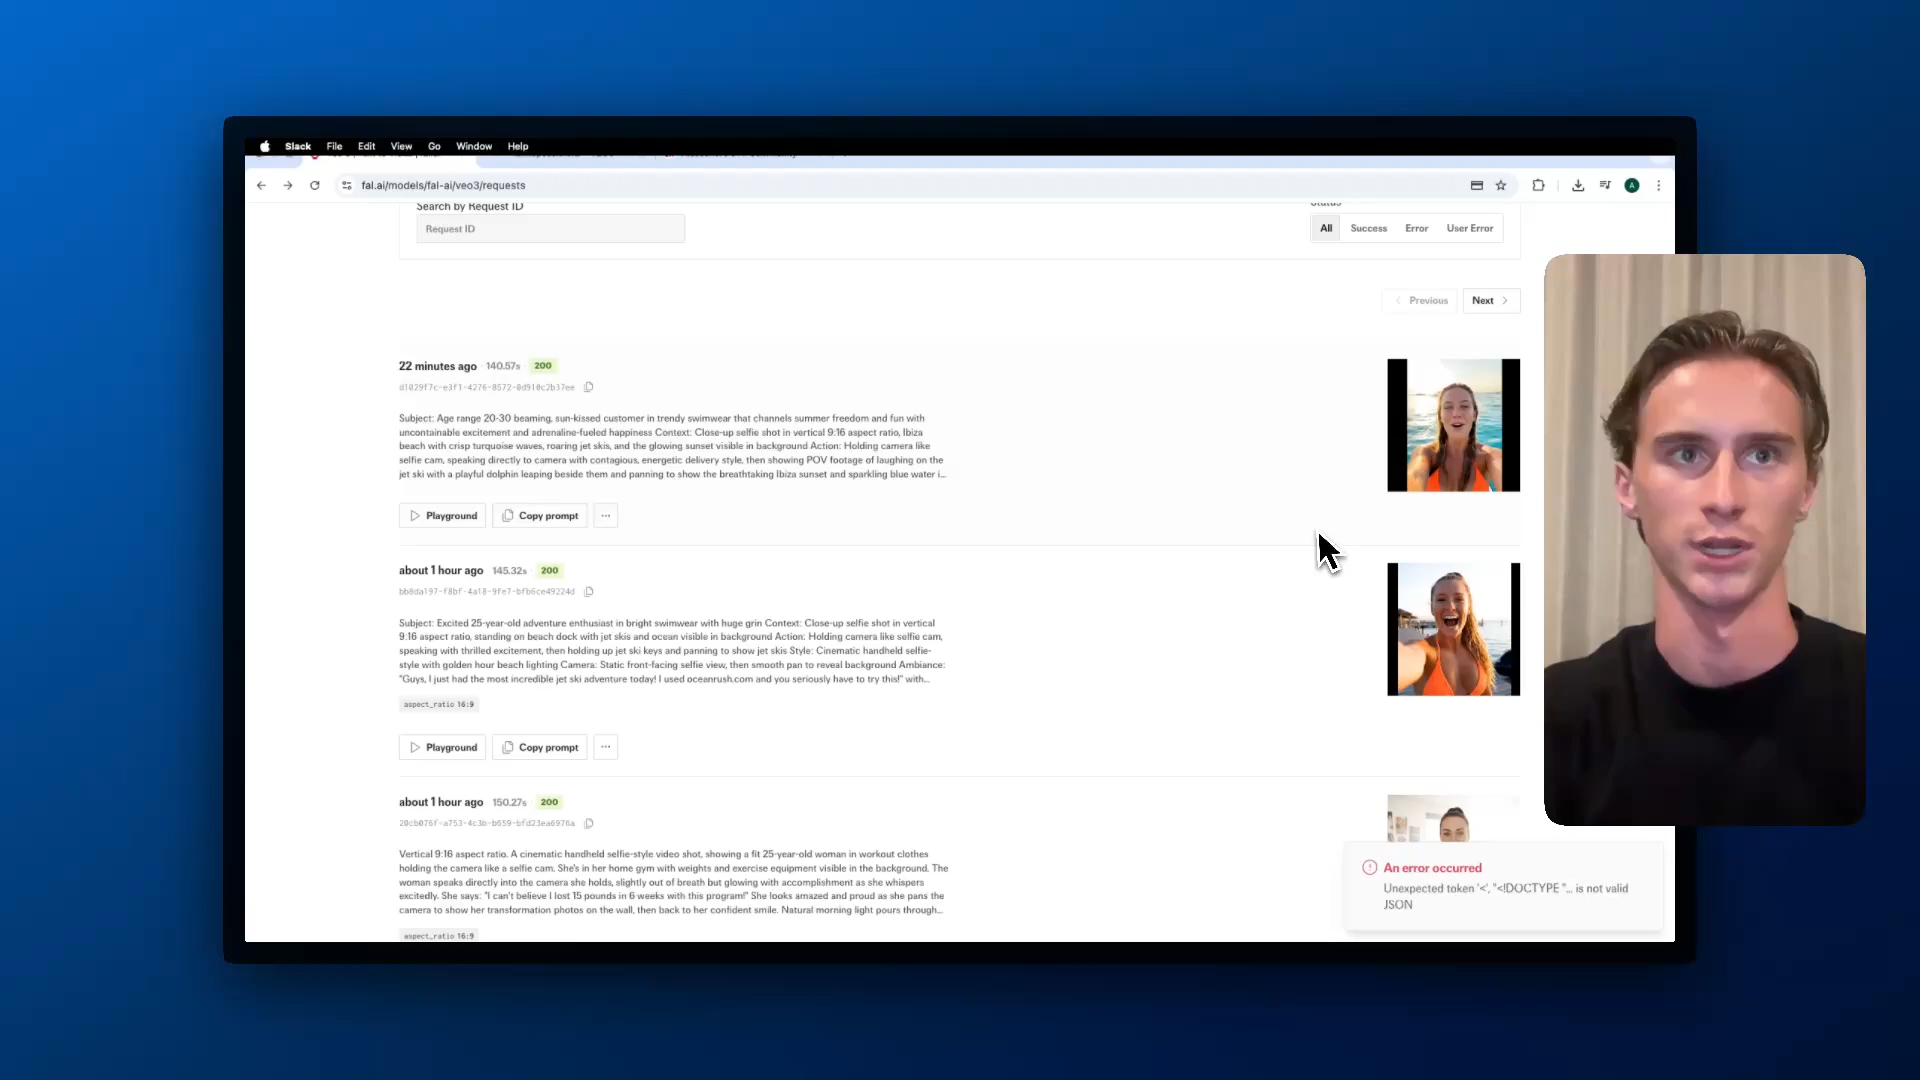 Slack File Edit View Go Window Help
fal.ai/models/fal-ai/veo3/requests
A
Search by Request ID
Status
Request ID
All Success Error User Error
Previous Next
22 minutes ago 140.57s 200
d1029f7c-e3f1-4276-8572-0d910c2b37ee
Subject: Age range 20-30 beaming, sun-kissed customer in trendy swimwear that channels summer freedom and fun with
uncontainable excitement and adrenaline-fueled happiness Context: Close-up selfie shot in vertical 9:16 aspect ratio, Ibiza
beach with crisp turquoise waves, roaring jet skis, and the glowing sunset visible in background Action: Holding camera like
selfie cam, speaking directly to camera with contagious, energetic delivery style, then showing POV footage of laughing on the
jet ski with a playful dolphin leaping beside them and panning to show the breathtaking Ibiza sunset and sparkling blue water i...
Playground Copy prompt ...
about 1 hour ago 145.32s 200
bb8da197-f8bf-4a18-9fe7-bfb6ce49224d
Subject: Excited 25-year-old adventure enthusiast in bright swimwear with huge grin Context: Close-up selfie shot in vertical
9:16 aspect ratio, standing on beach dock with jet skis and ocean visible in background Action: Holding camera like selfie cam,
speaking with thrilled excitement, then holding up jet ski keys and panning to show jet skis Style: Cinematic handheld selfie-
style with golden hour beach lighting Camera: Static front-facing selfie view, then smooth pan to reveal background Ambiance:
"Guys, I just had the most incredible jet ski adventure today! I used oceanrush.com and you seriously have to try this!" with...
aspect_ratio 16:9
Playground Copy prompt ...
about 1 hour ago 150.27s 200
20cb076f-a753-4c3b-b659-bfd23ea6976a
Vertical 9:16 aspect ratio. A cinematic handheld selfie-style video shot, showing a fit 25-year-old woman in workout clothes
holding the camera like a selfie cam. She's in her home gym with weights and exercise equipment visible in the background. The
woman speaks directly into the camera she holds, slightly out of breath but glowing with accomplishment as she whispers
excitedly. She says: "I can't believe I lost 15 pounds in 6 weeks with this program!" She looks amazed and proud as she pans the
camera to show her transformation photos on the wall, then back to her confident smile. Natural morning light pours through...
aspect_ratio 16:9
An error occurred
Unexpected token '<', "<!DOCTYPE "... is not valid
JSON